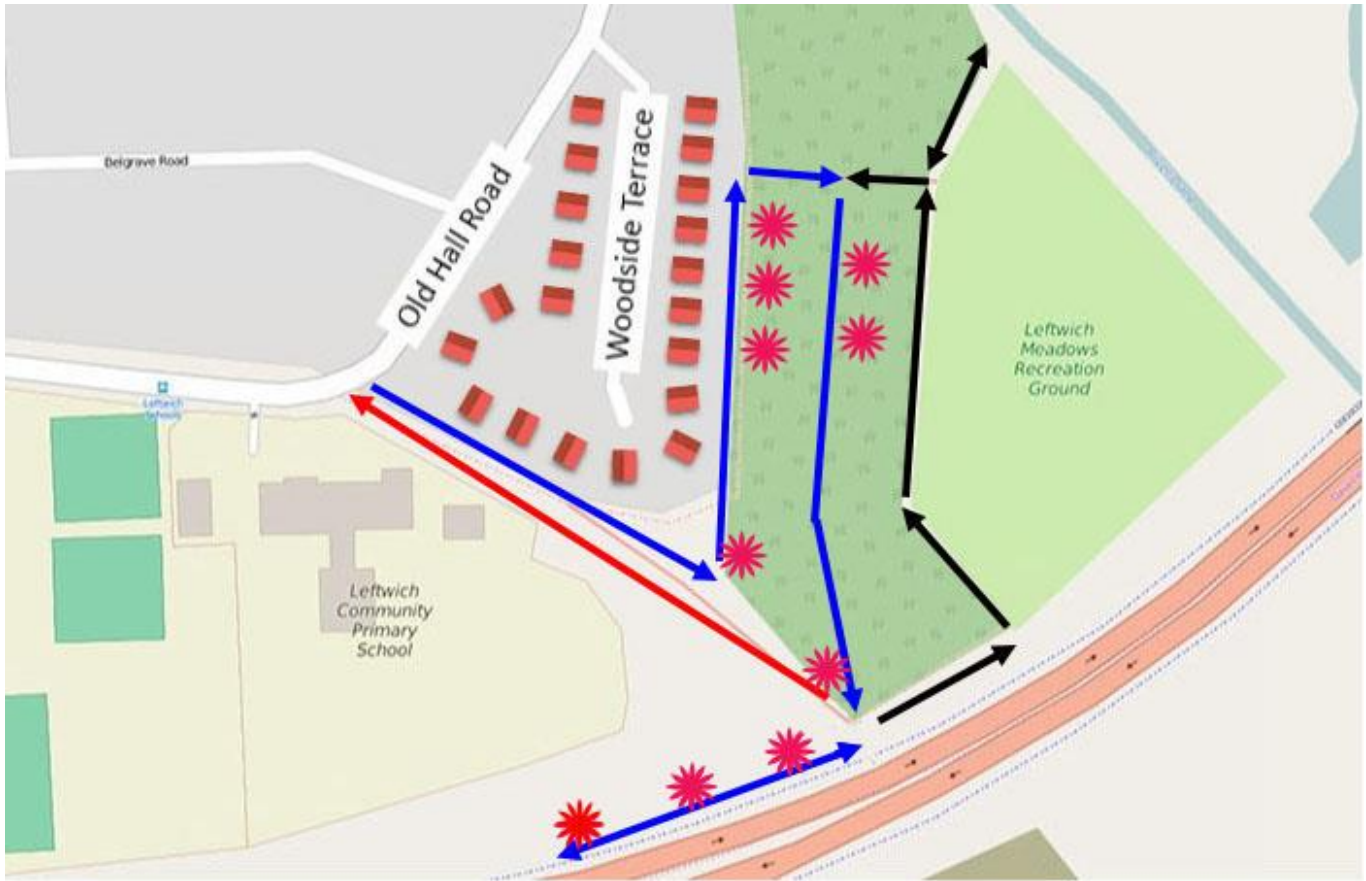 Belgrave Road
Old Hall Road
Woodside Terrace
Leftwich
Schools
Leftwich
Meadows
Recreation
Ground
Leftwich
Community
Primary
School